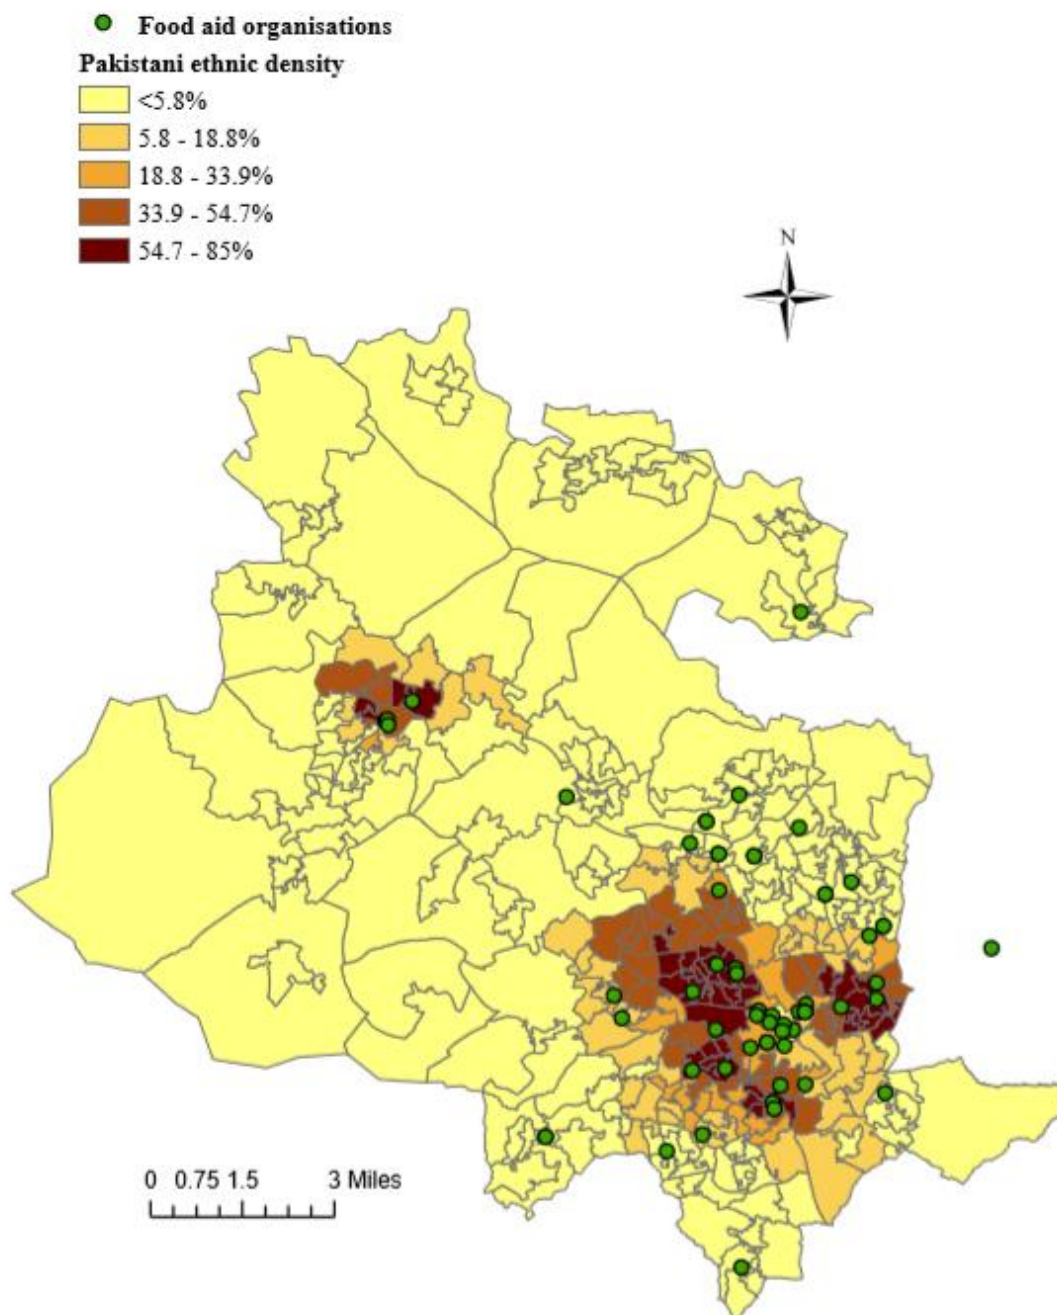 Food aid organisations
Pakistani ethnic density
<5.8%
5.8 - 18.8%
18.8 - 33.9%
33.9 - 54.7%
54.7 - 85%
N
0 0.75 1.5 3 Miles